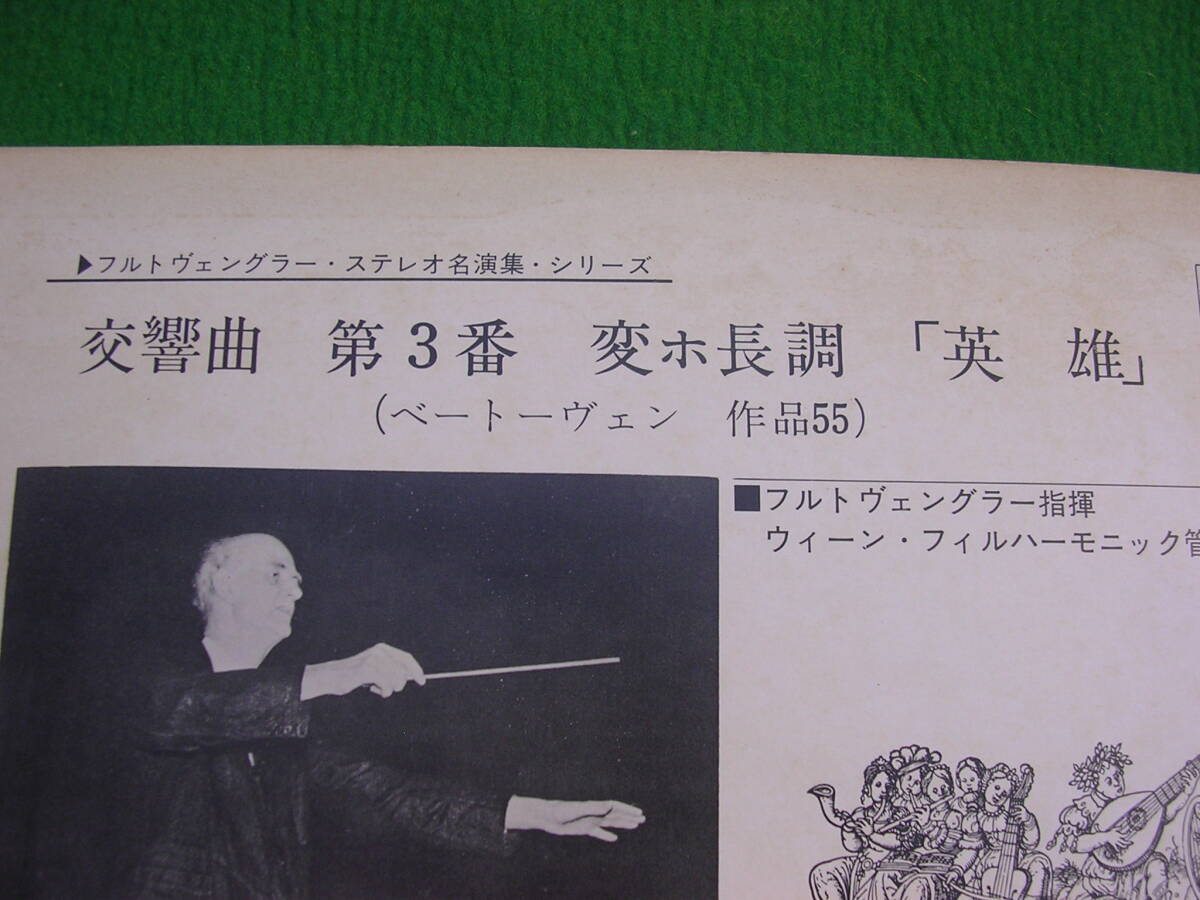 ▶フルトヴェングラー・ステレオ名演集・シリーズ
交響曲 第3番 変ホ長調 「英 雄」
(ベートーヴェン 作品55)
■フルトヴェングラー指揮
ウィーン・フィルハーモニック管